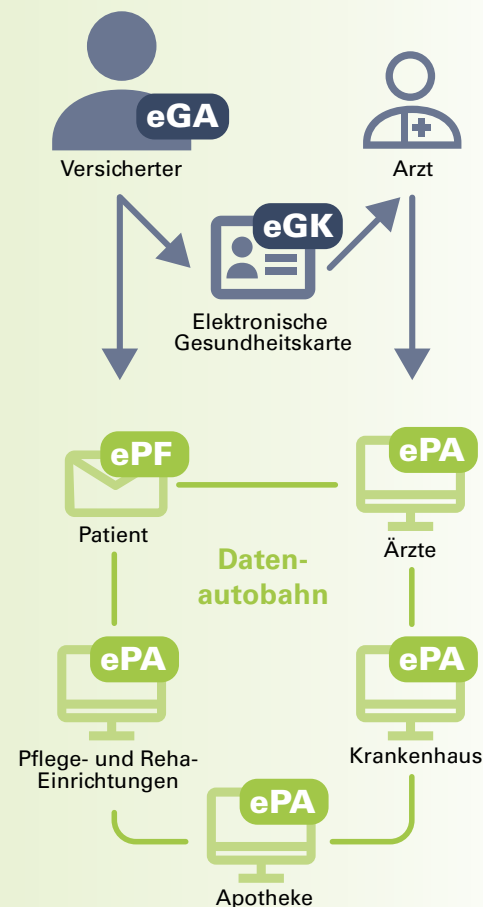 eGA
Versicherter
Arzt
eGK
Elektronische
Gesundheitskarte
ePF
Patient
ePA
Ärzte
Daten-
autobahn
ePA
Pflege- und Reha-
Einrichtungen
ePA
Krankenhaus
ePA
Apotheke